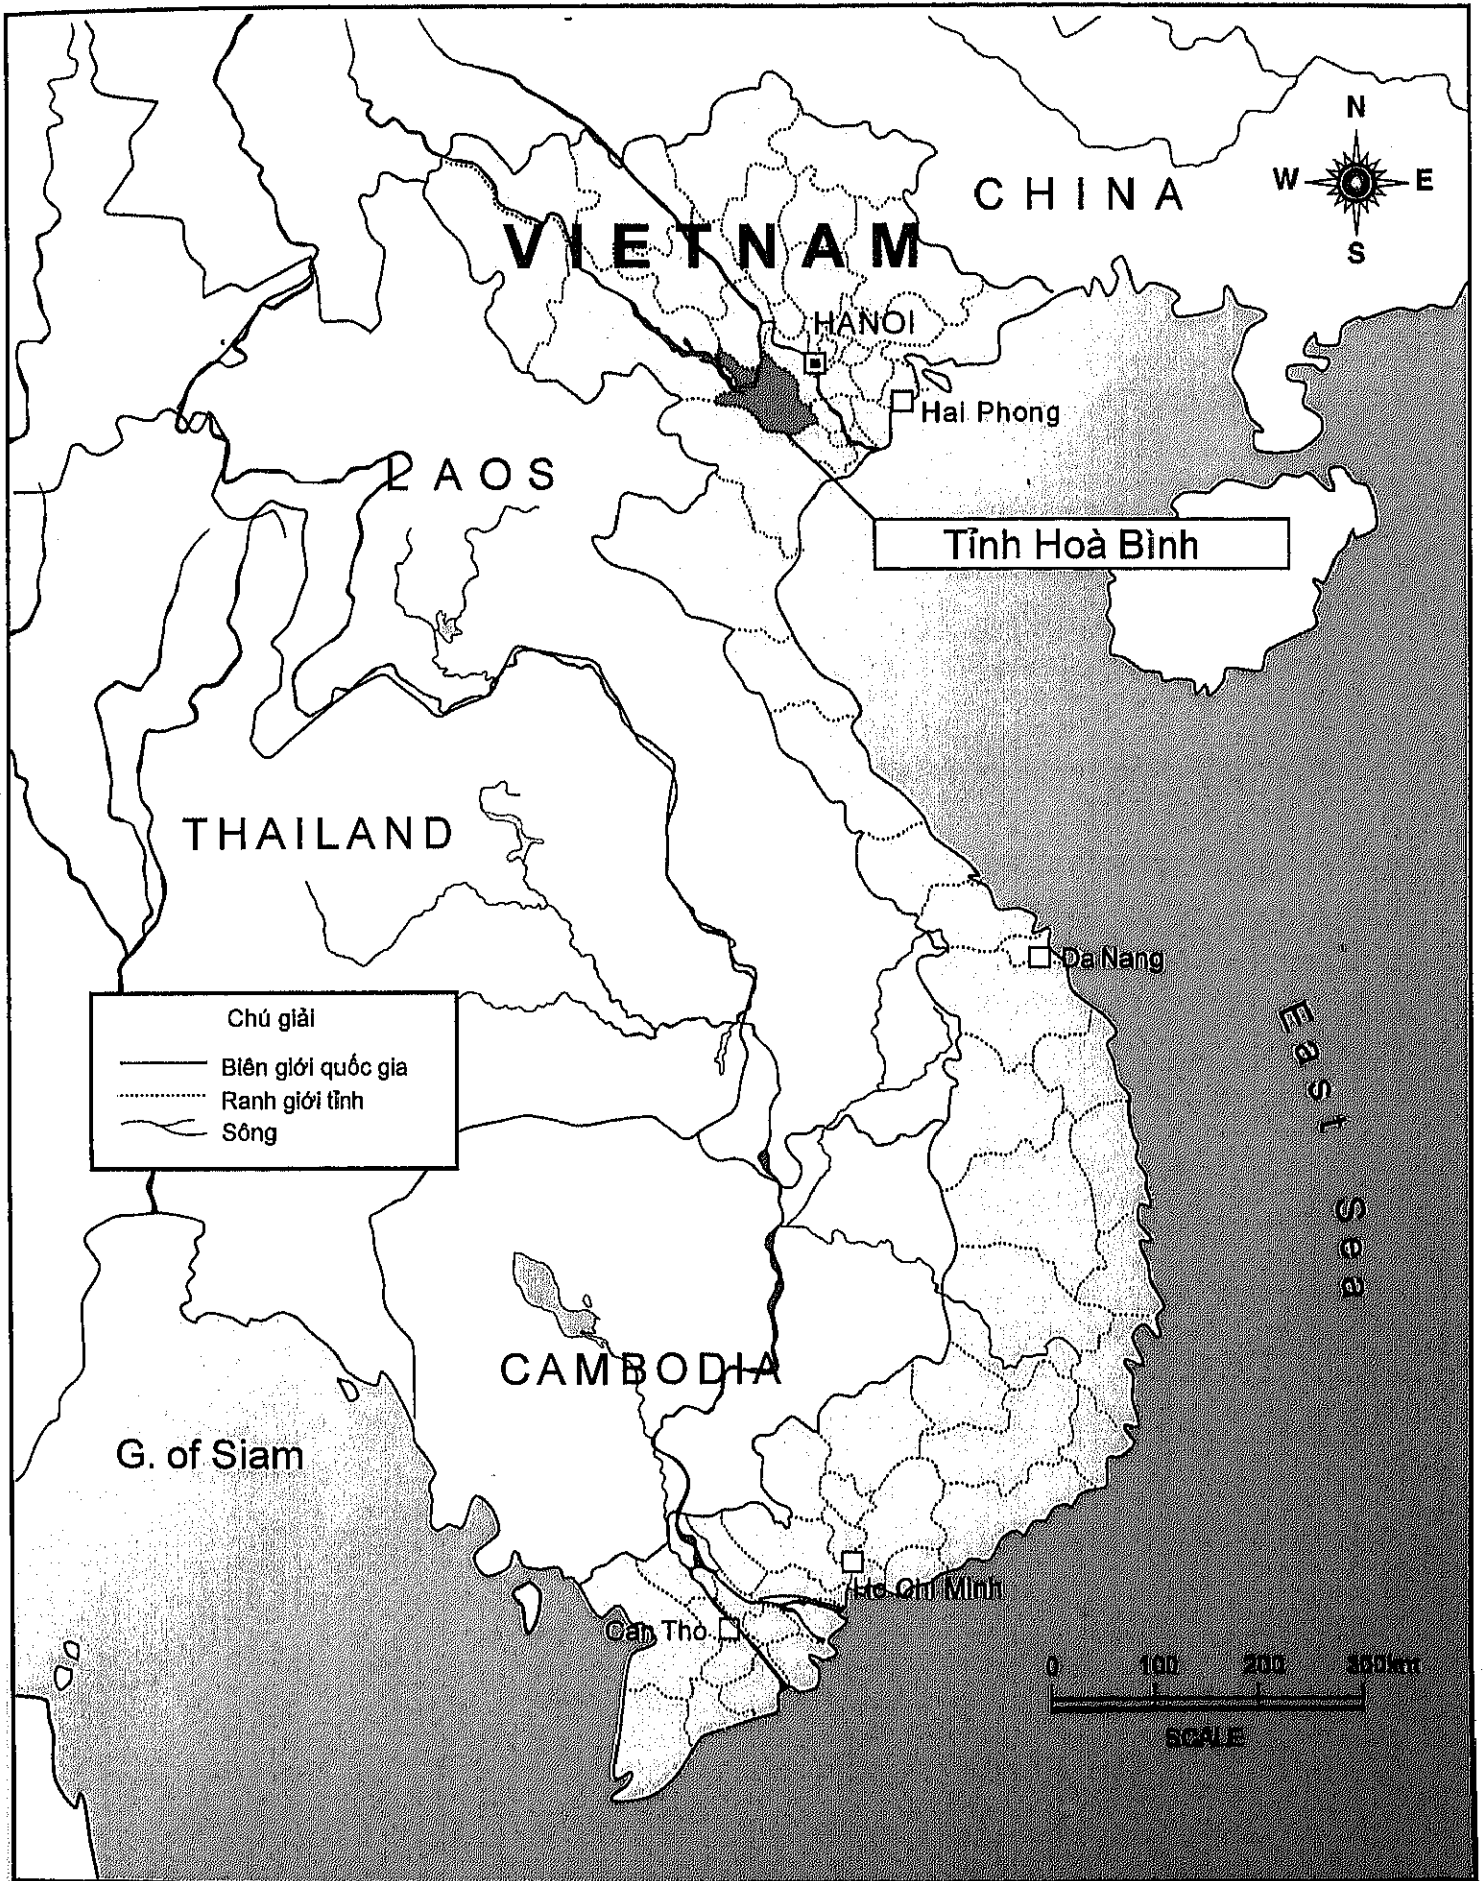 N
W E
S
CHINA
VIETNAM
HANOI
Hai Phong
LAOS
Tỉnh Hoà Bình
THAILAND
Da Nang
Chú giải
Biên giới quốc gia
Ranh giới tỉnh
Sông
East Sea
CAMBODIA
G. of Siam
Ho Chi Minh
Can Tho
0 100 200 300km
SCALE